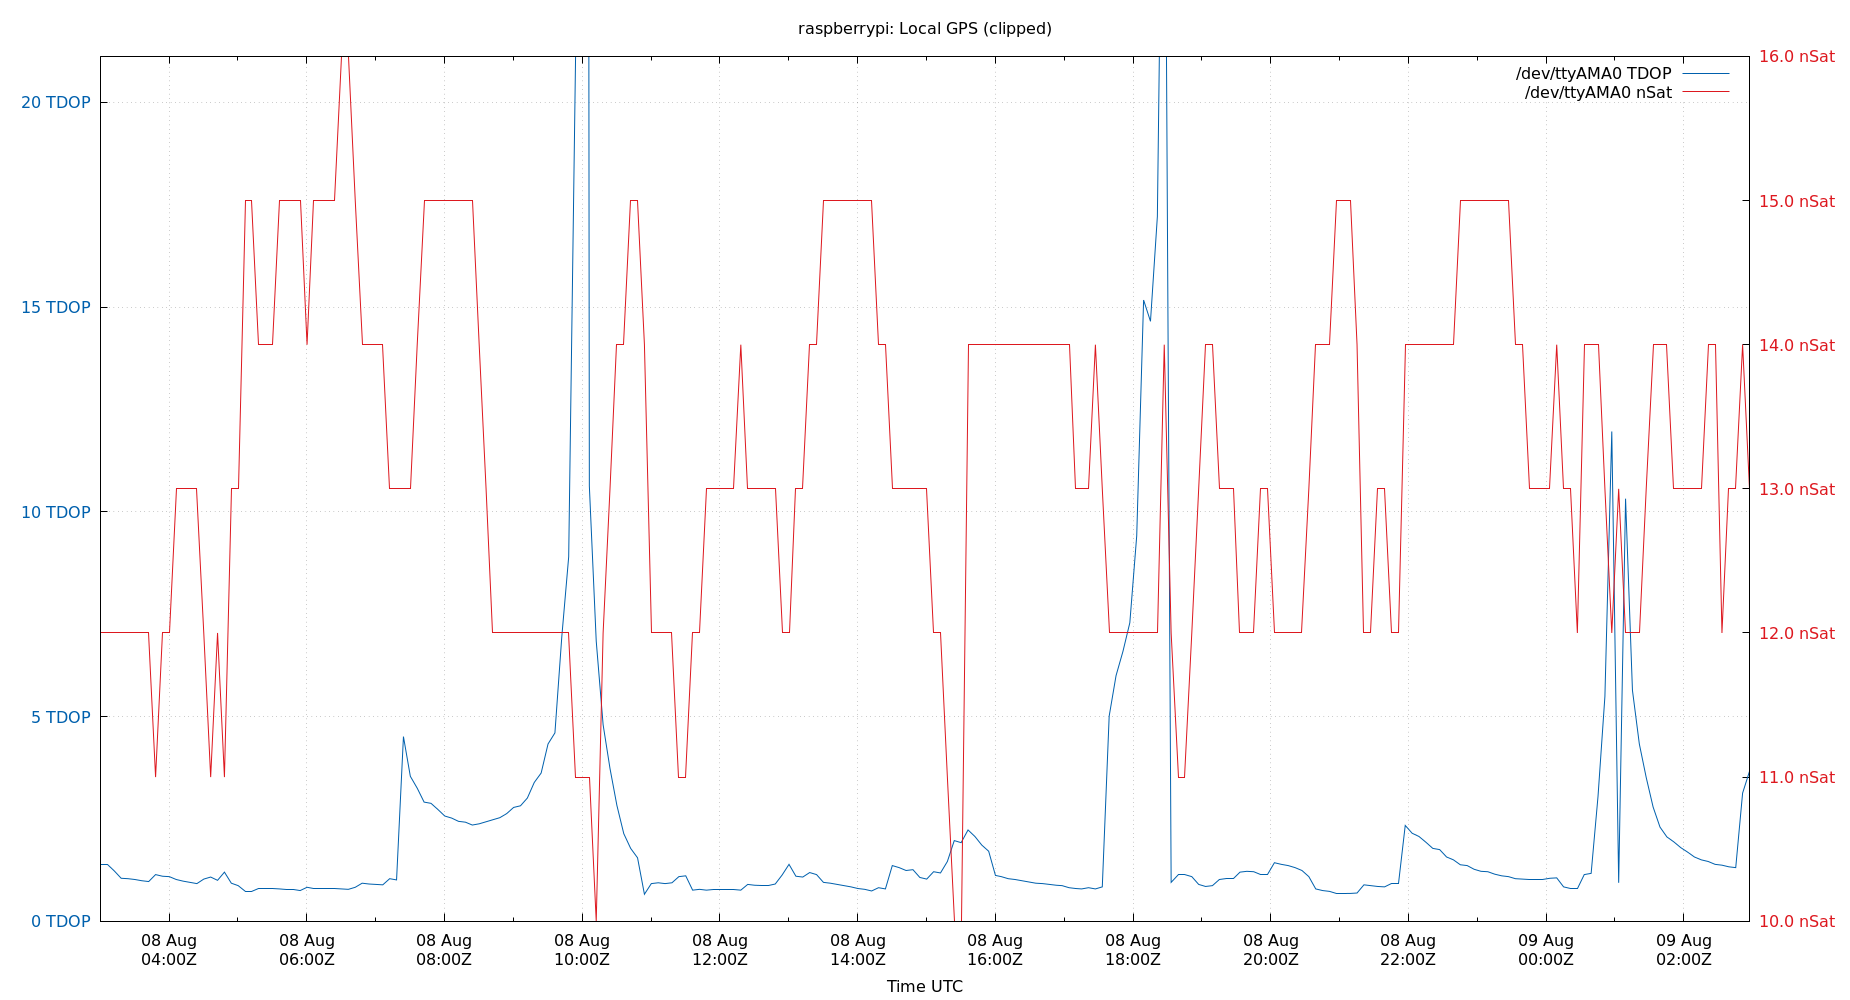 raspberrypi: Local GPS (clipped)
/dev/ttyAMA0 TDOP
/dev/ttyAMA0 nSat
20 TDOP
15 TDOP
10 TDOP
5 TDOP
0 TDOP
16.0 nSat
15.0 nSat
14.0 nSat
13.0 nSat
12.0 nSat
11.0 nSat
10.0 nSat
08 Aug
04:00Z
08 Aug
06:00Z
08 Aug
08:00Z
08 Aug
10:00Z
08 Aug
12:00Z
08 Aug
14:00Z
08 Aug
16:00Z
08 Aug
18:00Z
08 Aug
20:00Z
08 Aug
22:00Z
09 Aug
00:00Z
09 Aug
02:00Z
Time UTC